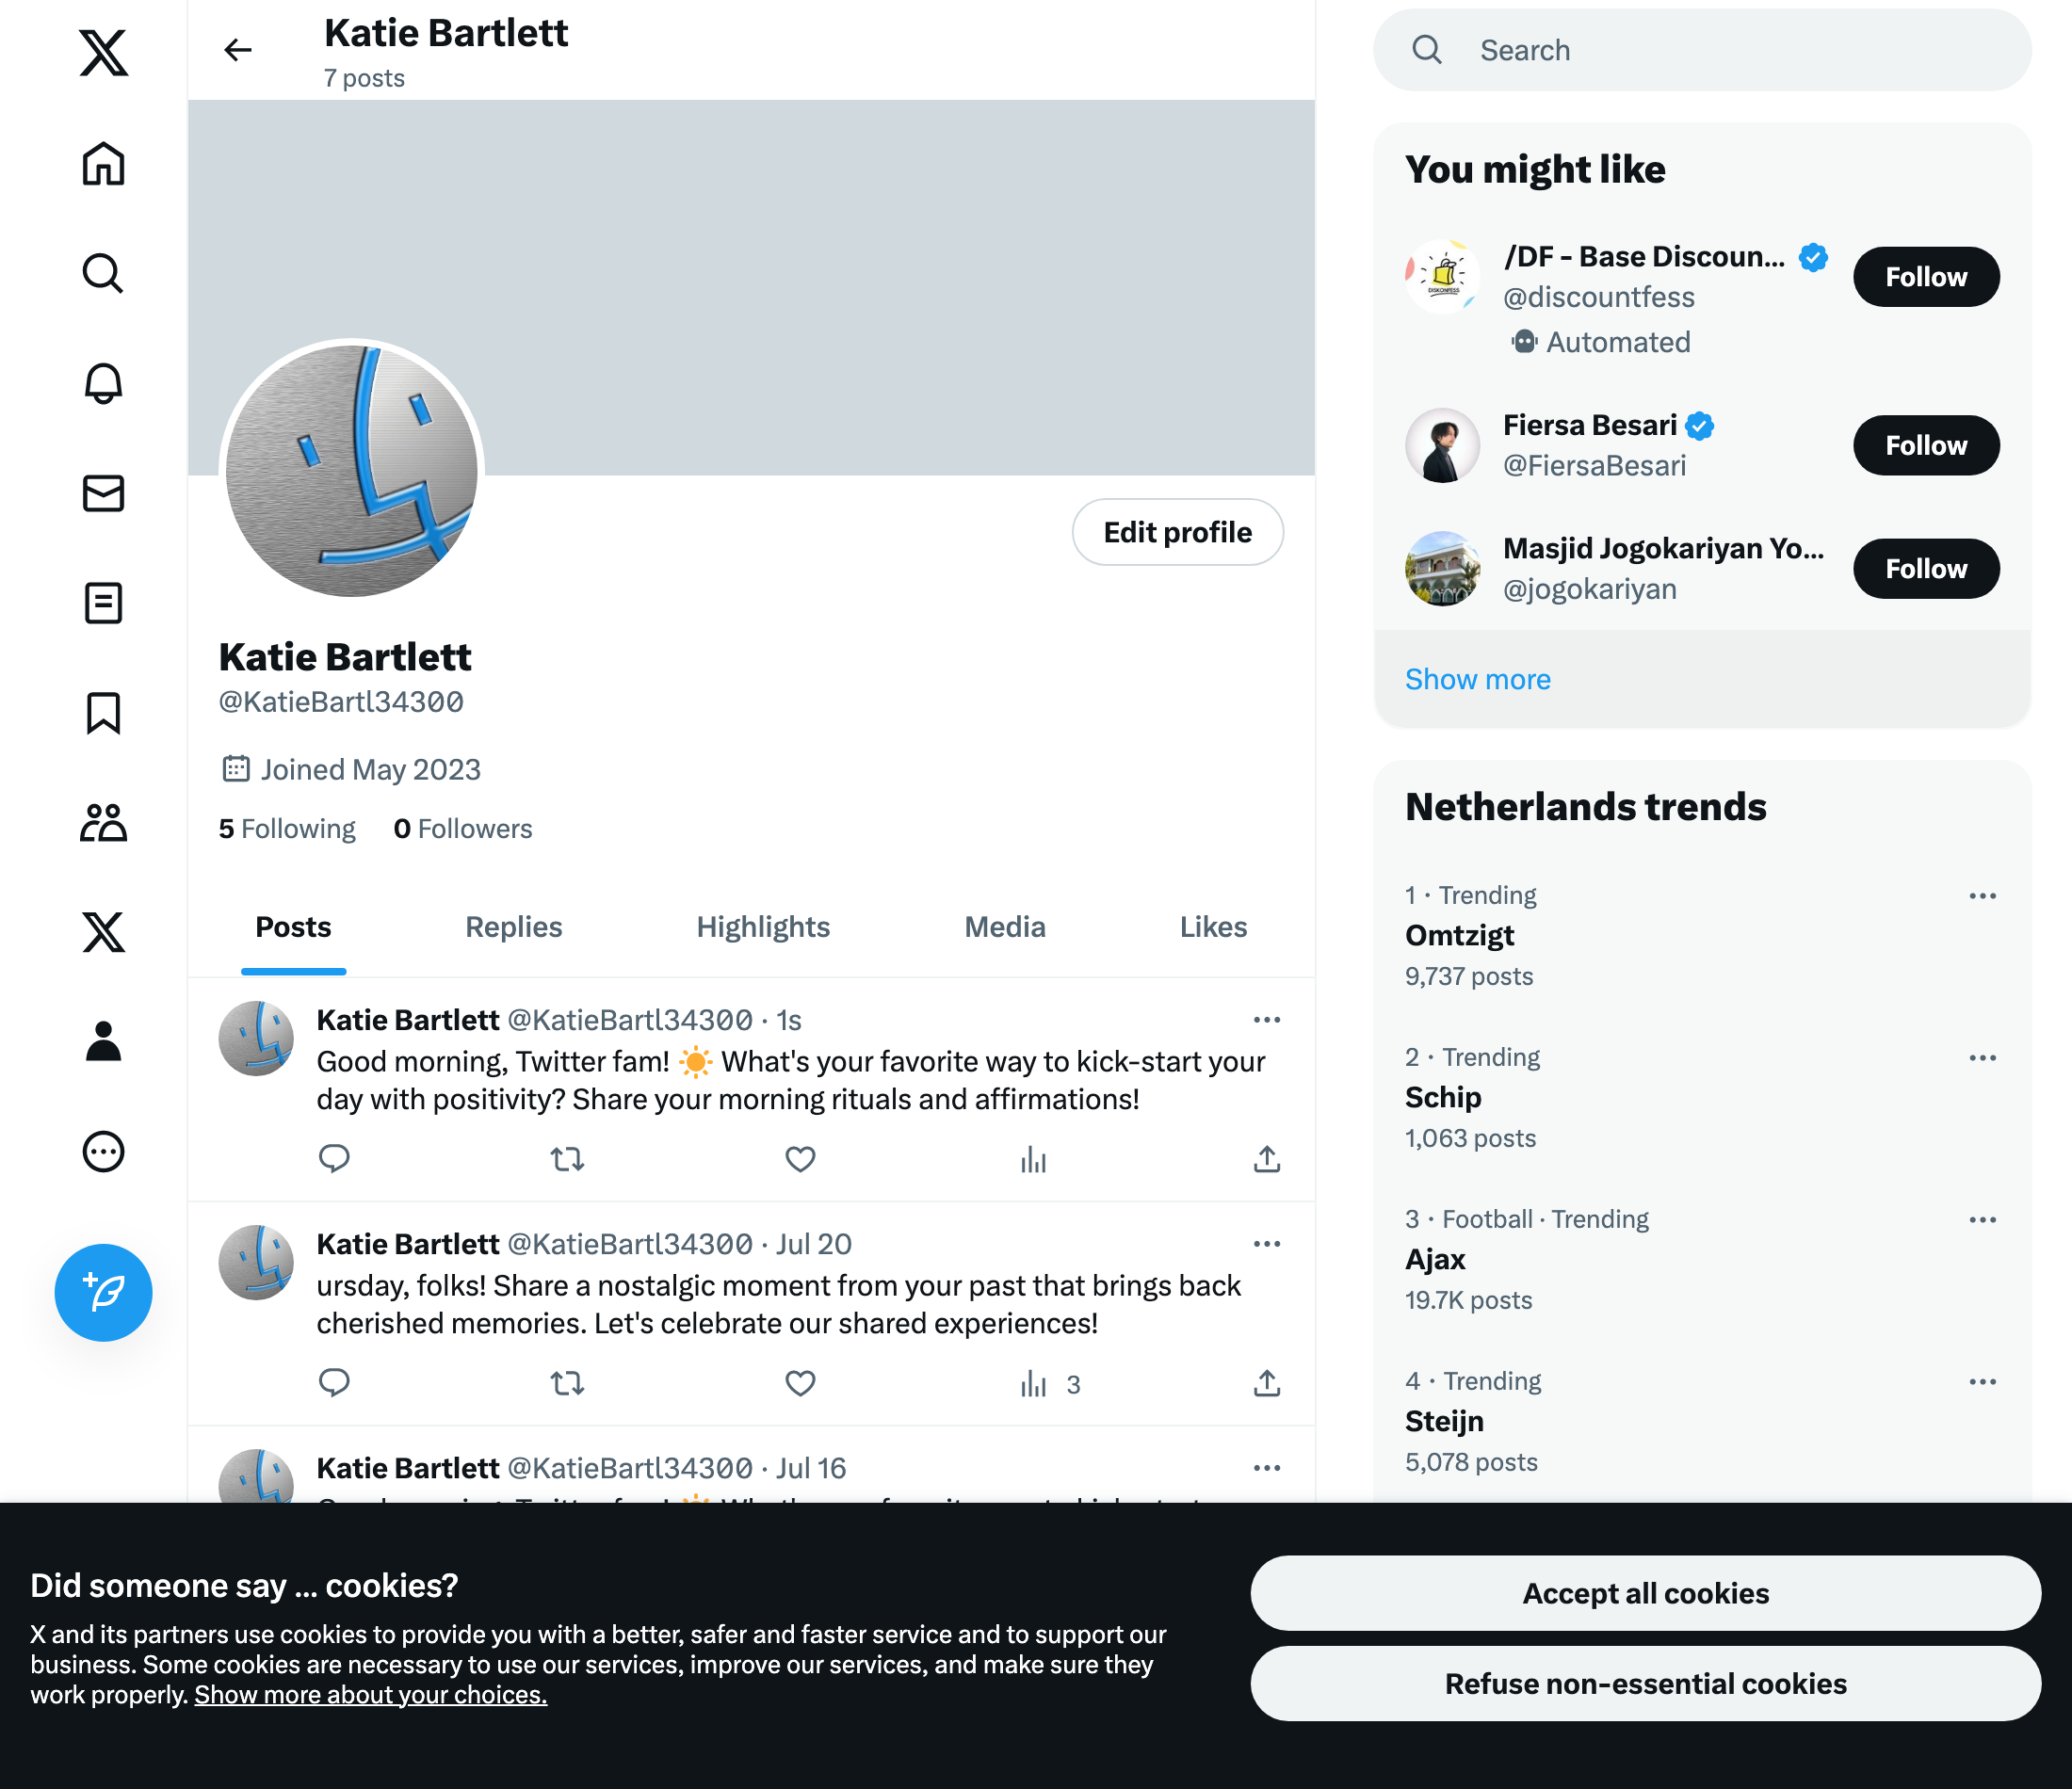 Katie Bartlett
7 posts
Edit profile
Katie Bartlett
@KatieBartl34300
Joined May 2023
5 Following 0 Followers
Posts Replies Highlights Media Likes
Katie Bartlett @KatieBartl34300 · 1s
Good morning, Twitter fam! ☀️ What's your favorite way to kick-start your
day with positivity? Share your morning rituals and affirmations!
Katie Bartlett @KatieBartl34300 · Jul 20
ursday, folks! Share a nostalgic moment from your past that brings back
cherished memories. Let's celebrate our shared experiences!
3
Katie Bartlett @KatieBartl34300 · Jul 16
Search
You might like
/DF - Base Discoun...
@discountfess
Automated
Follow
DISKONFESS
Fiersa Besari
@FiersaBesari
Follow
Masjid Jogokariyan Yo...
@jogokariyan
Follow
Show more
Netherlands trends
1 · Trending
Omtzigt
9,737 posts
2 · Trending
Schip
1,063 posts
3 · Football · Trending
Ajax
19.7K posts
4 · Trending
Steijn
5,078 posts
Did someone say … cookies?
X and its partners use cookies to provide you with a better, safer and faster service and to support our
business. Some cookies are necessary to use our services, improve our services, and make sure they
work properly. Show more about your choices.
Accept all cookies
Refuse non-essential cookies